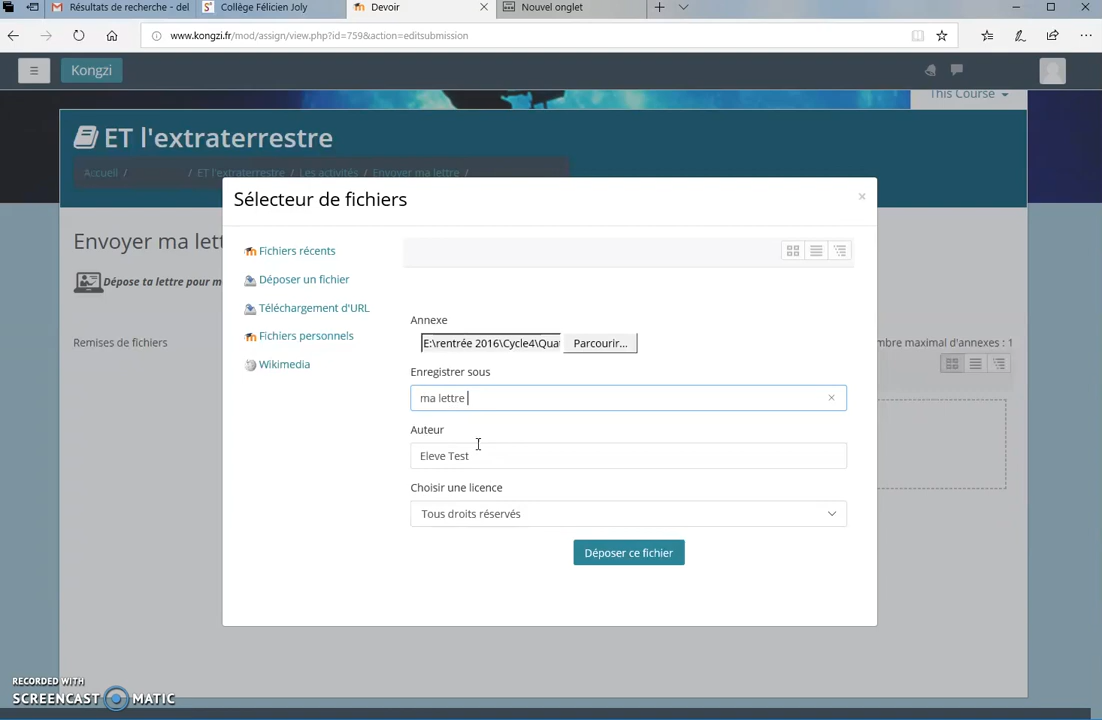 Résultats de recherche - del
Collège Félicien Joly
Devoir
Nouvel onglet
www.kongzi.fr/mod/assign/view.php?id=759&action=editsubmission
Kongzi
This Course
ET l'extraterrestre
Accueil / / ET l'extraterrestre / Les activités / Envoyer ma lettre /
Sélecteur de fichiers
Envoyer ma lett
Fichiers récents
Déposer un fichier
Dépose ta lettre pour m
Téléchargement d'URL
Annexe
Fichiers personnels
E:\rentrée 2016\Cycle4\Qua
Parcourir...
Remises de fichiers
mbre maximal d'annexes : 1
Wikimedia
Enregistrer sous
ma lettre
Auteur
Eleve Test
Choisir une licence
Tous droits réservés
Déposer ce fichier
RECORDED WITH
SCREENCAST MATIC